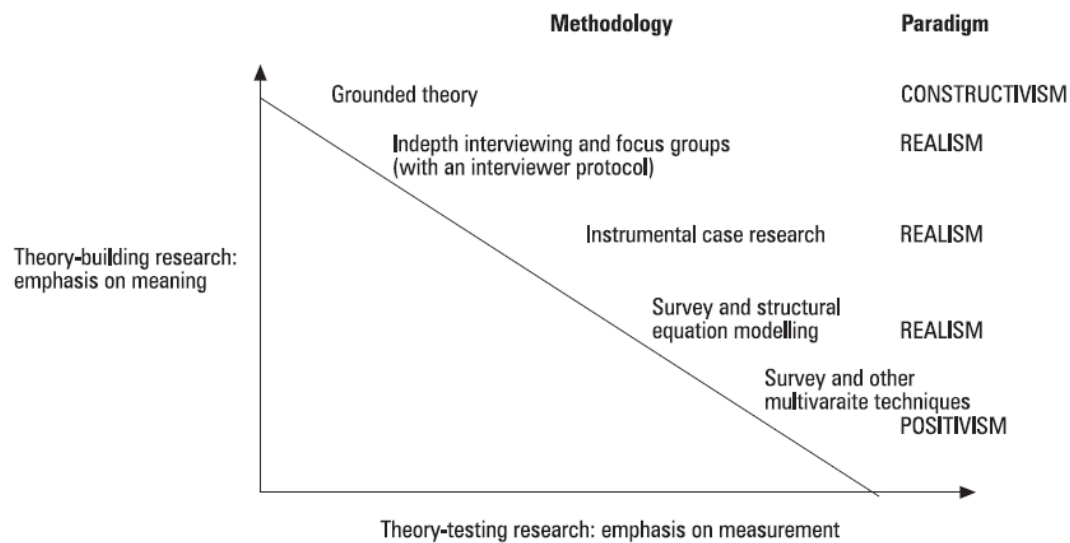 Methodology Paradigm
Grounded theory CONSTRUCTIVISM
Indepth interviewing and focus groups REALISM
(with an interviewer protocol)
Instrumental case research REALISM
Theory-building research:
emphasis on meaning
Survey and structural
equation modelling REALISM
Survey and other
multivaraite techniques
POSITIVISM
Theory-testing research: emphasis on measurement